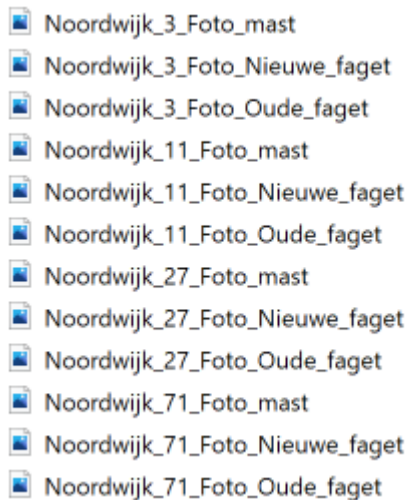 Noordwijk_3_Foto_mast
Noordwijk_3_Foto_Nieuwe_faget
Noordwijk_3_Foto_Oude_faget
Noordwijk_11_Foto_mast
Noordwijk_11_Foto_Nieuwe_faget
Noordwijk_11_Foto_Oude_faget
Noordwijk_27_Foto_mast
Noordwijk_27_Foto_Nieuwe_faget
Noordwijk_27_Foto_Oude_faget
Noordwijk_71_Foto_mast
Noordwijk_71_Foto_Nieuwe_faget
Noordwijk_71_Foto_Oude_faget